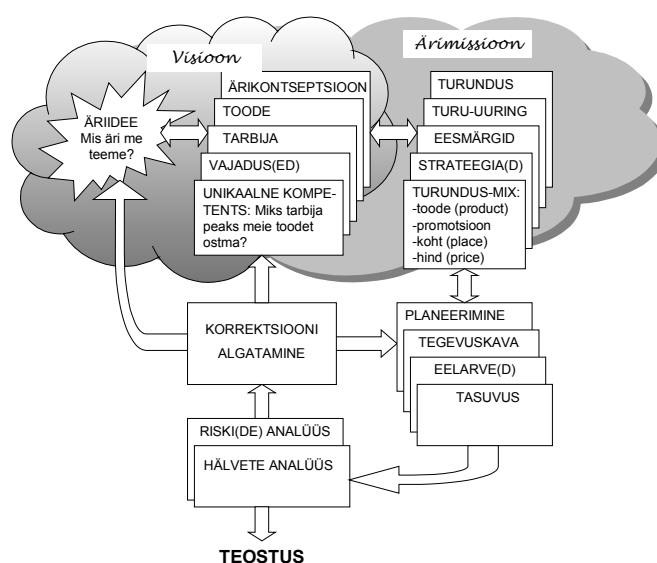 Visioon
Ärimissioon
ÄRIIDEE
Mis äri me
teeme?
ÄRIKONTSEPTSIOON
TOODE
TARBIJA
VAJADUS(ED)
UNIKAALNE KOMPE-
TENTS: Miks tarbija
peaks meie toodet
ostma?
TURUNDUS
TURU-UURING
EESMÄRGID
STRATEEGIA(D)
TURUNDUS-MIX:
-toode (product)
-promotsioon
-koht (place)
-hind (price)
KORREKTSIOONI
ALGATAMINE
PLANEERIMINE
TEGEVUSKAVA
EELARVE(D)
TASUVUS
RISKI(DE) ANALÜÜS
HÄLVETE ANALÜÜS
TEOSTUS